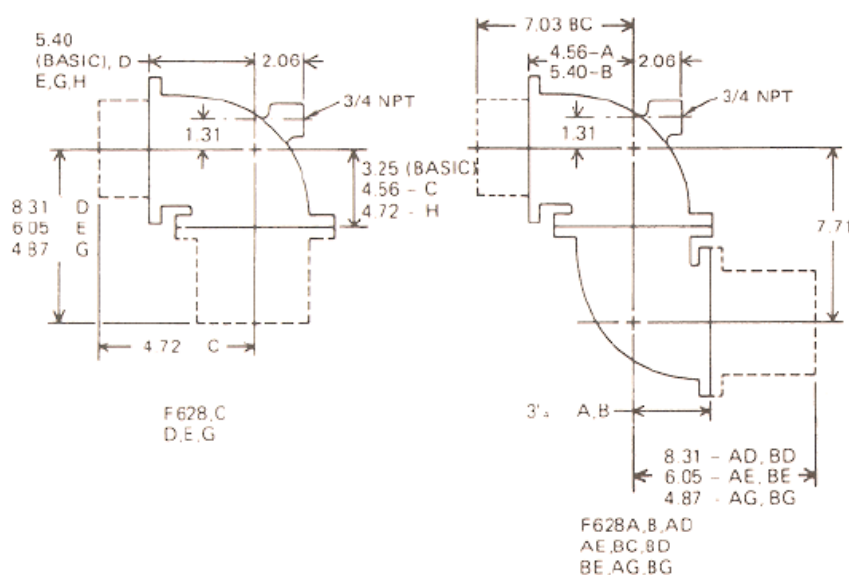 5.40
(BASIC), D
E,G,H
2.06
3/4 NPT
1.31
3.25 (BASIC)
4.56 - C
4.72 - H
8.31 D
6.05 E
4.87 G
4.72 C
F628,C
D,E,G
7.03 BC
4.56-A
5.40-B
2.06
3/4 NPT
1.31
7.71
A,B
8.31 - AD, BD
6.05 - AE, BE
4.87 - AG, BG
F628A,B,AD
AE,BC,BD
BE,AG,BG